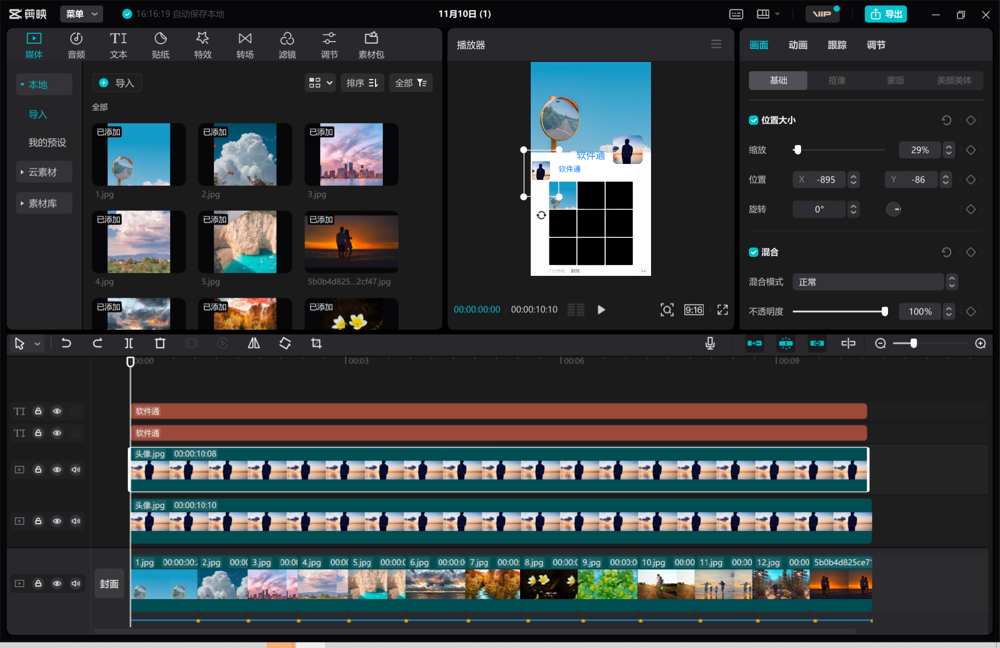 剪映
菜单
16:16:19 自动保存本地
11月10日 (1)
VIP
导出
媒体
音频
TI
文本
贴纸
特效
转场
滤镜
调节
素材包
播放器
画面
动画
跟踪
调节
本地
导入
我的预设
云素材
素材库
导入
排序
全部
全部
已添加
1.jpg
已添加
2.jpg
已添加
3.jpg
已添加
4.jpg
已添加
5.jpg
已添加
5b0b4d825...2cf47.jpg
已添加
已添加
已添加
软件通
软件通
1分钟前 删除
00:00:00:00 / 00:00:10:10
9:16
基础
抠像
蒙版
美颜美体
位置大小
缩放
29%
位置
X -895
Y -86
旋转
0°
混合
混合模式
正常
不透明度
100%
00:00
00:03
00:06
00:09
TI
软件通
TI
软件通
头像.jpg 00:00:10:08
头像.jpg 00:00:10:10
封面
1.jpg 00:00:00:
2.jpg 00:0
3.jpg 00:0
4.jpg 00:0
5.jpg 00:00:0
6.jpg 00:00:0
7.jpg 00:00:
8.jpg 00:00:0
9.jpg 00:00:0
10.jpg 00:00
11.jpg 00:00
12.jpg 00:00
5b0b4d825ce7